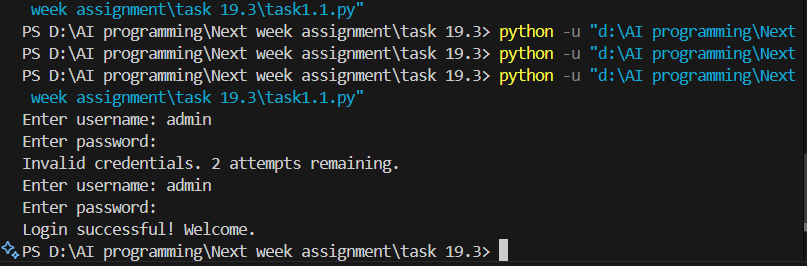 week assignment\task 19.3\task1.1.py"
PS D:\AI programming\Next week assignment\task 19.3> python -u "d:\AI programming\Next
PS D:\AI programming\Next week assignment\task 19.3> python -u "d:\AI programming\Next
PS D:\AI programming\Next week assignment\task 19.3> python -u "d:\AI programming\Next
week assignment\task 19.3\task1.1.py"
Enter username: admin
Enter password:
Invalid credentials. 2 attempts remaining.
Enter username: admin
Enter password:
Login successful! Welcome.
PS D:\AI programming\Next week assignment\task 19.3>